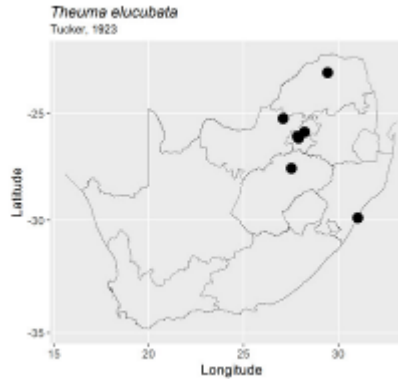 Theuma elucubata
Tucker, 1923
-25-
-30-
-35-
Latitude
15
20
25
30
Longitude